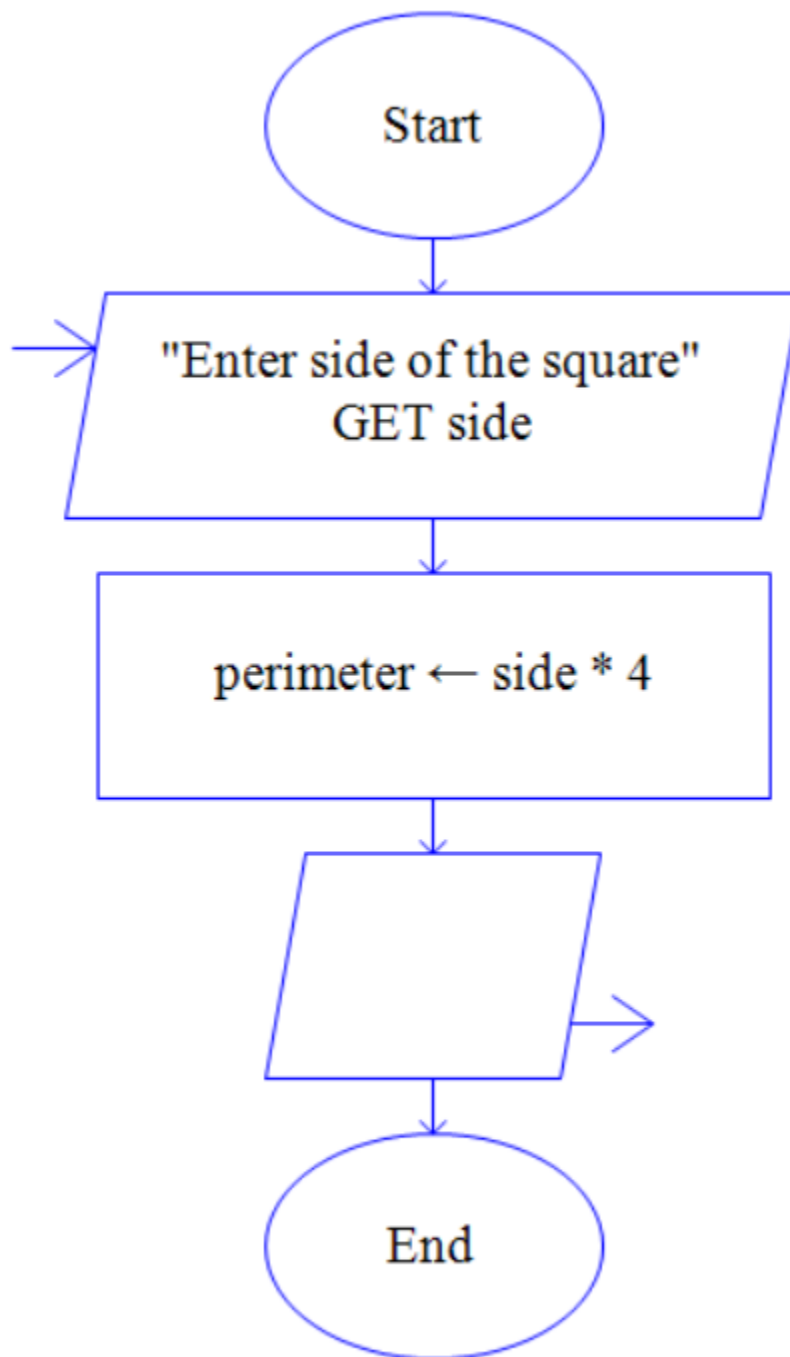 Start
"Enter side of the square"
GET side
perimeter ← side * 4
End